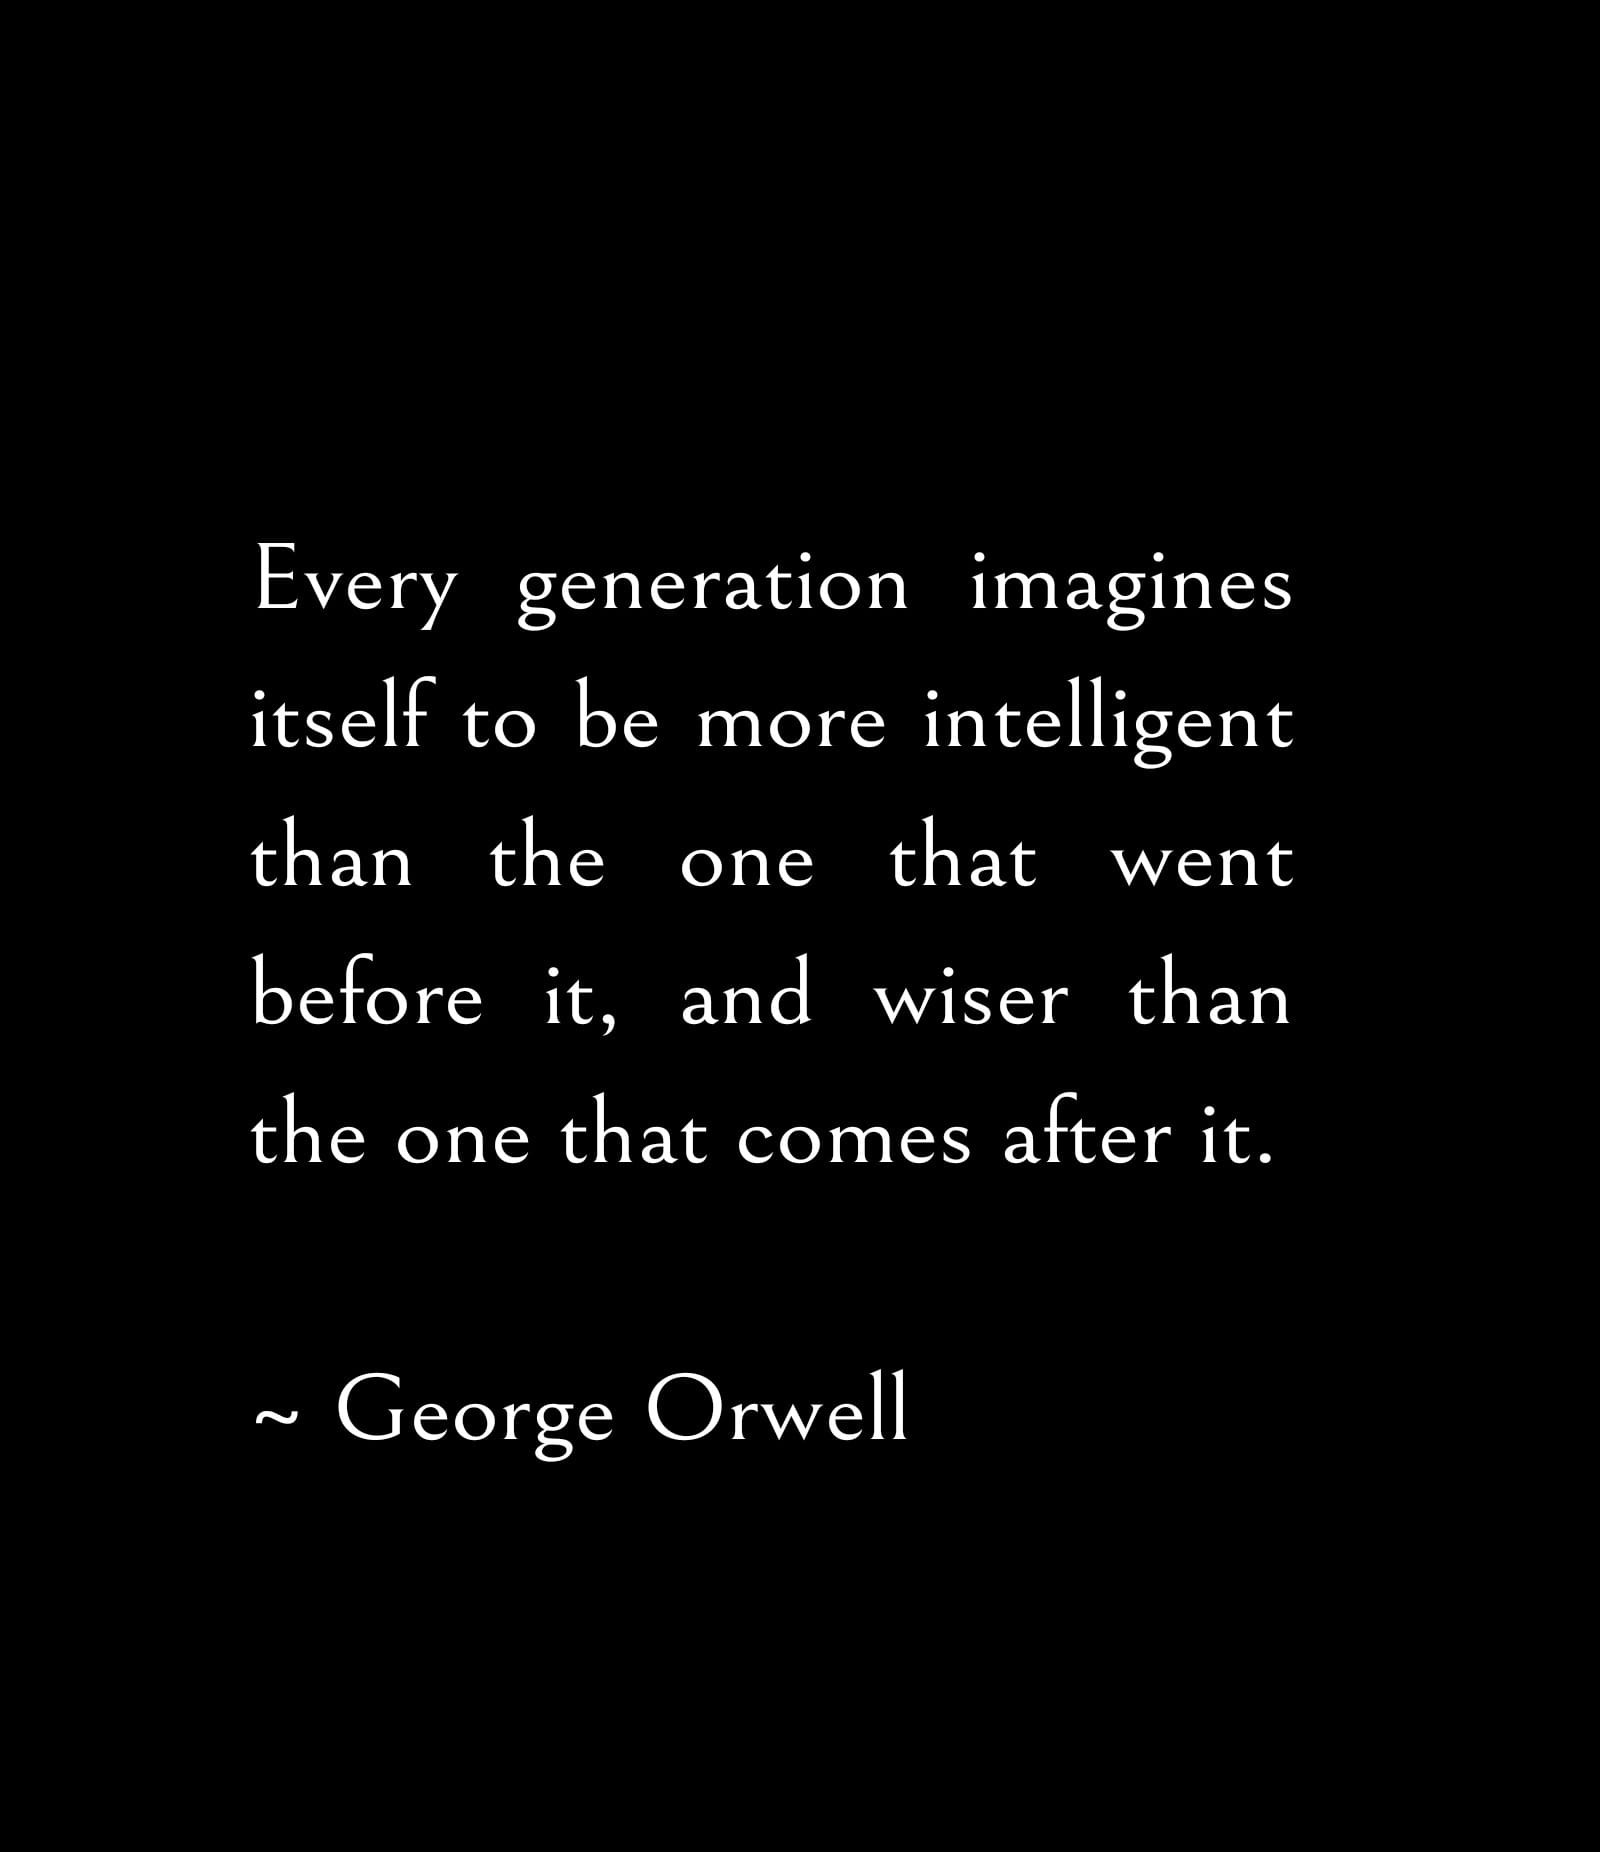 Every generation imagines
itself to be more intelligent
than the one that went
before it, and wiser than
the one that comes after it.
~ George Orwell